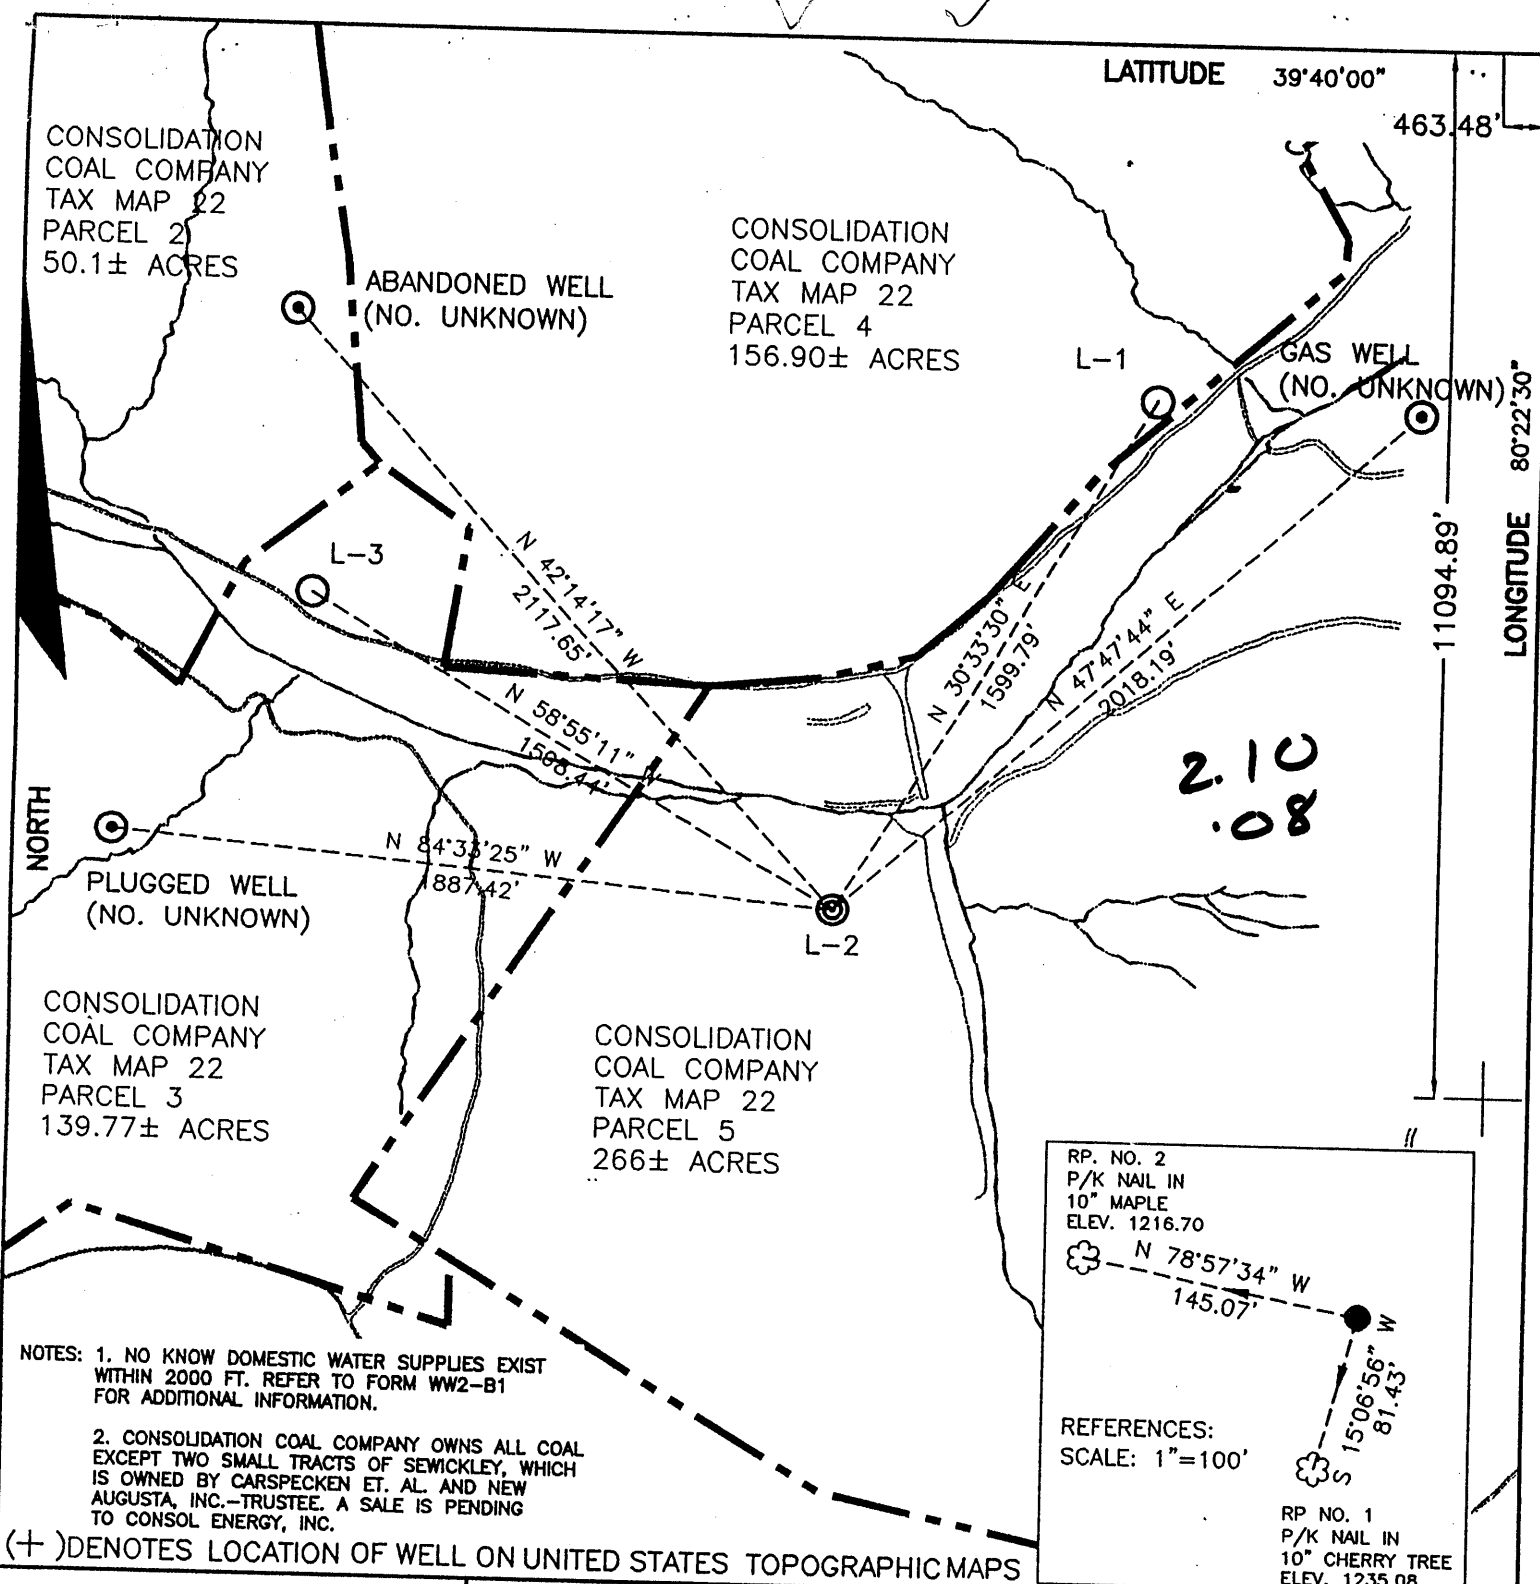 LATITUDE 39°40'00"
463.48'
CONSOLIDATION
COAL COMPANY
TAX MAP 22
PARCEL 2
50.1± ACRES
ABANDONED WELL
(NO. UNKNOWN)
CONSOLIDATION
COAL COMPANY
TAX MAP 22
PARCEL 4
156.90± ACRES
L-1
GAS WELL
(NO. UNKNOWN)
LONGITUDE 80°22'30"
11094.89'
L-3
N 42°14'17" W
2117.65'
N 30°33'30" E
1599.79'
N 47°47'44" E
2018.19'
N 58°55'11" W
1508.44'
2.10
.08
NORTH
N 84°33'25" W
1887.42'
PLUGGED WELL
(NO. UNKNOWN)
L-2
CONSOLIDATION
COAL COMPANY
TAX MAP 22
PARCEL 3
139.77± ACRES
CONSOLIDATION
COAL COMPANY
TAX MAP 22
PARCEL 5
266± ACRES
RP. NO. 2
P/K NAIL IN
10" MAPLE
ELEV. 1216.70
N 78°57'34" W
145.07'
S 15°06'56" W
81.43'
REFERENCES:
SCALE: 1"=100'
RP NO. 1
P/K NAIL IN
10" CHERRY TREE
ELEV. 1235.08
NOTES: 1. NO KNOW DOMESTIC WATER SUPPLIES EXIST
WITHIN 2000 FT. REFER TO FORM WW2-B1
FOR ADDITIONAL INFORMATION.
2. CONSOLIDATION COAL COMPANY OWNS ALL COAL
EXCEPT TWO SMALL TRACTS OF SEWICKLEY, WHICH
IS OWNED BY CARSPECKEN ET. AL. AND NEW
AUGUSTA, INC.-TRUSTEE. A SALE IS PENDING
TO CONSOL ENERGY, INC.
(+)DENOTES LOCATION OF WELL ON UNITED STATES TOPOGRAPHIC MAPS